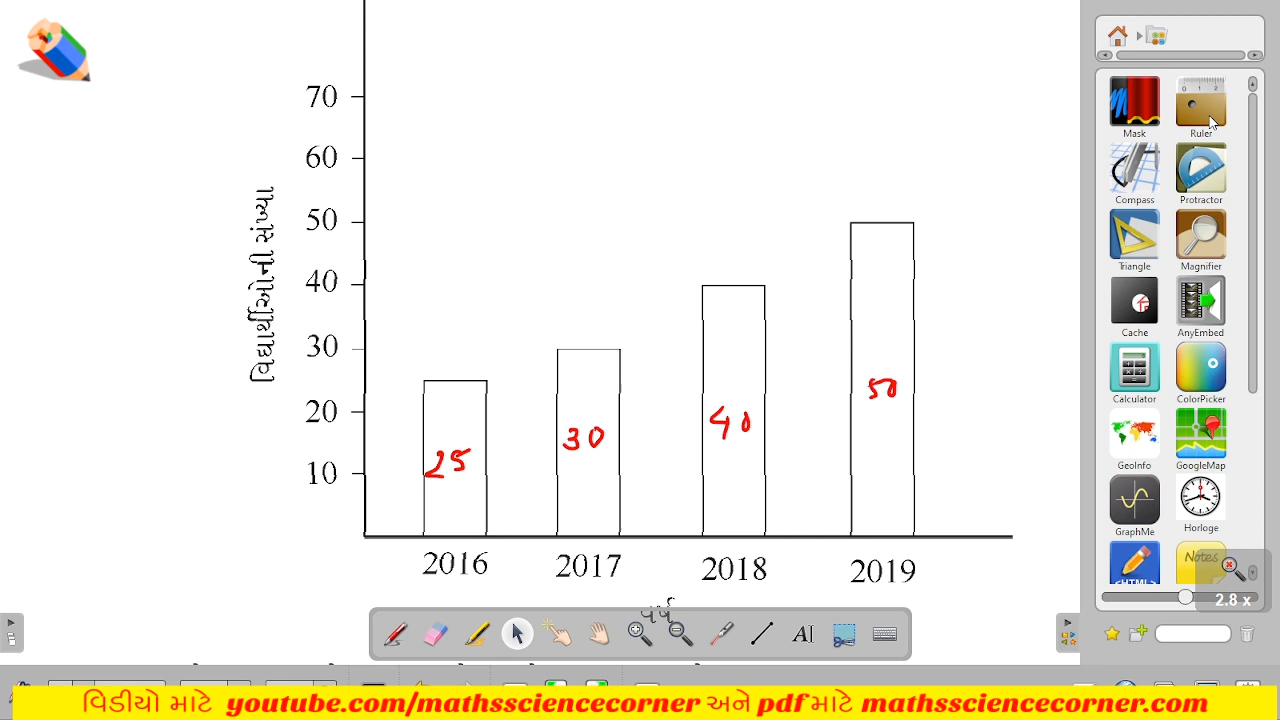 70
60
50
40
30
20
10
વિદ્યાર્થીઓની સંખ્યા
25
30
40
50
2016 2017 2018 2019
વર્ષ
Mask Ruler
Compass Protractor
Triangle Magnifier
Cache AnyEmbed
Calculator ColorPicker
GeoInfo GoogleMap
GraphMe Horloge
<HTML> Notes
2.8 x
વિડીયો માટે youtube.com/mathssciencecorner અને pdf માટે mathssciencecorner.com